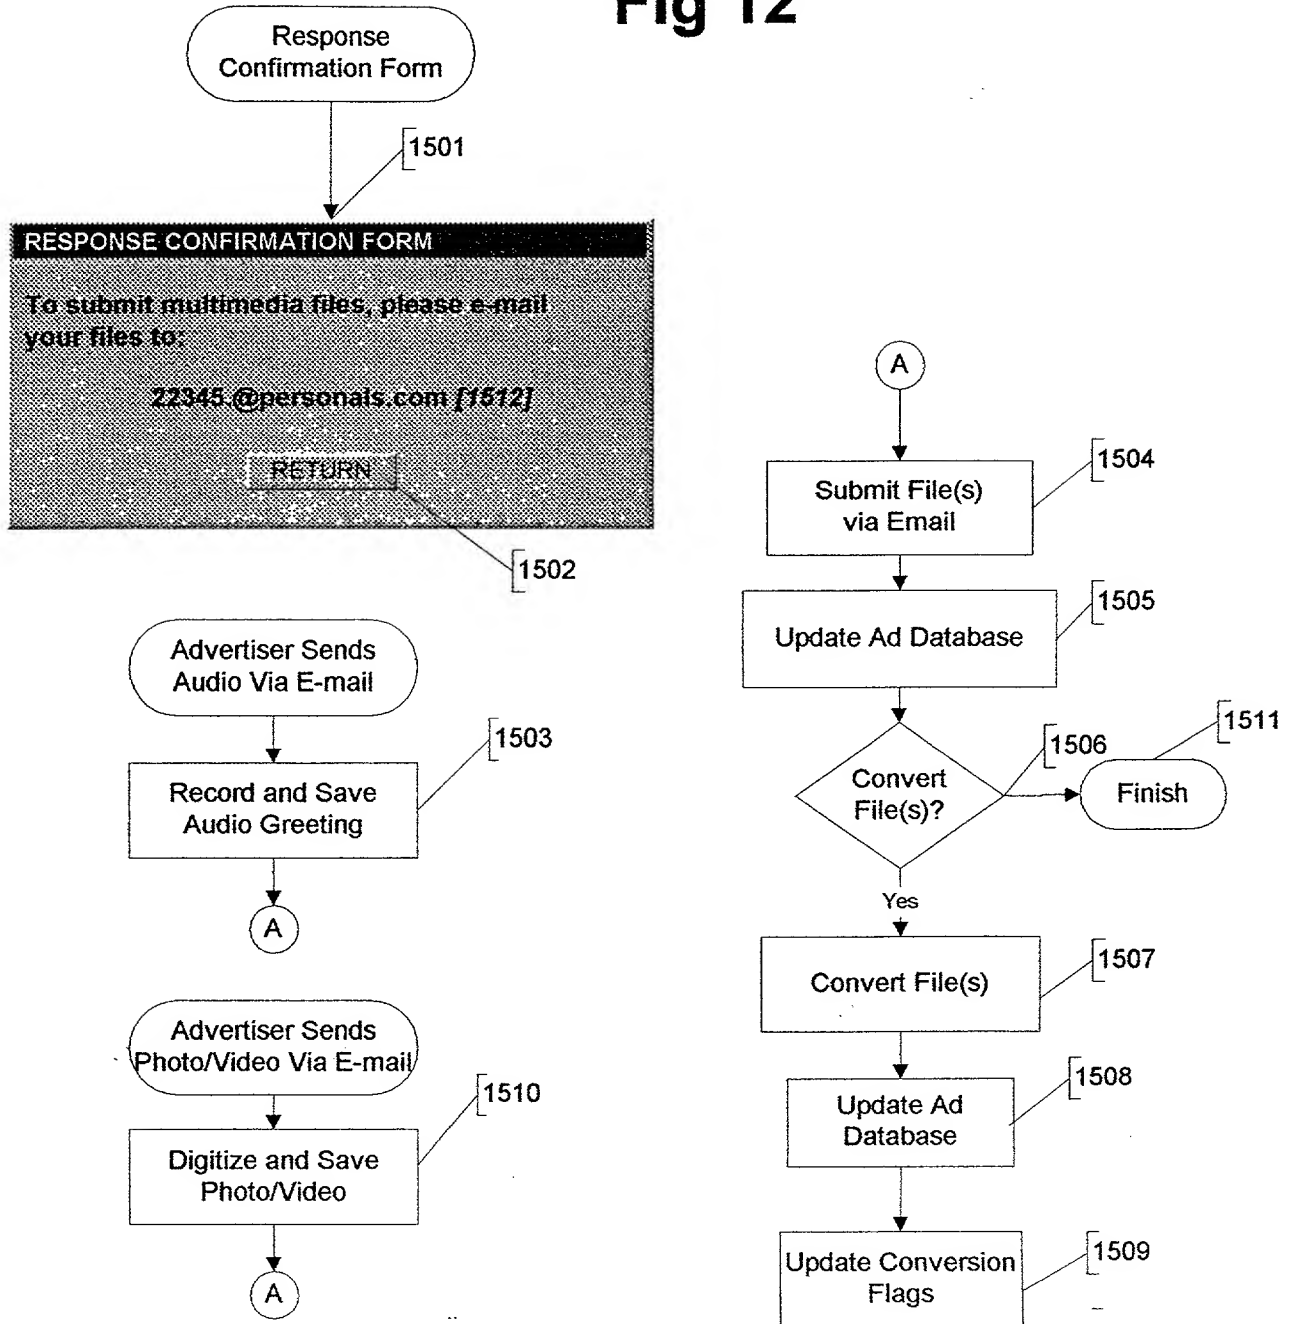 Fig 12
Response
Confirmation Form
1501
RESPONSE CONFIRMATION FORM
To submit multimedia files, please e-mail
your files to:
22345.@personals.com [1512]
RETURN
1502
Advertiser Sends
Audio Via E-mail
1503
Record and Save
Audio Greeting
A
Advertiser Sends
Photo/Video Via E-mail
1510
Digitize and Save
Photo/Video
A
A
1504
Submit File(s)
via Email
1505
Update Ad Database
1506
1511
Convert
File(s)?
Finish
Yes
1507
Convert File(s)
1508
Update Ad
Database
1509
Update Conversion
Flags